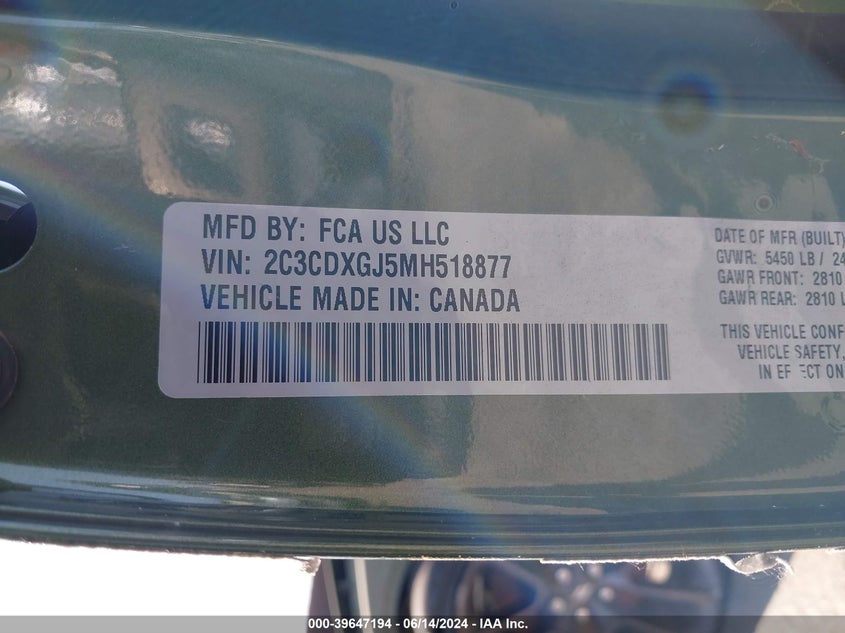 MFD BY: FCA US LLC
VIN: 2C3CDXGJ5MH518877
VEHICLE MADE IN: CANADA
DATE OF MFR (BUILT)
GVWR: 5450 LB / 24
GAWR FRONT: 2810
GAWR REAR: 2810 L
THIS VEHICLE CONF
VEHICLE SAFETY,
IN EFFECT ON
000-39647194 - 06/14/2024 - IAA Inc.